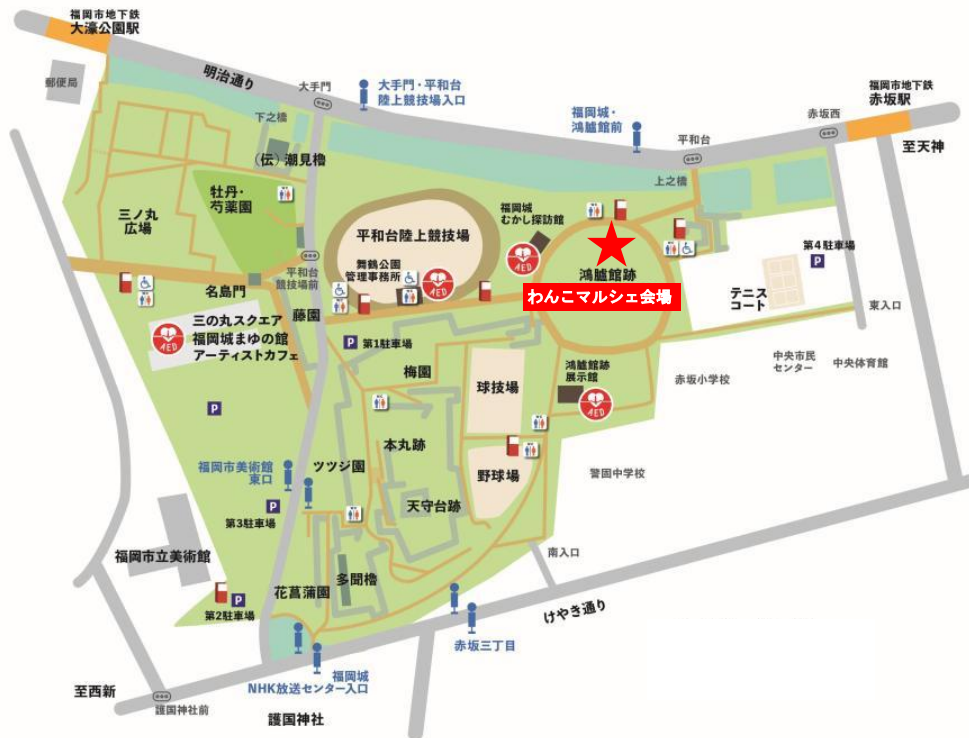 福岡市地下鉄
大濠公園駅
郵便局
明治通り
大手門
大手門・平和台
陸上競技場入口
福岡城・
鴻臚館前
平和台
赤坂西
福岡市地下鉄
赤坂駅
至天神
下之橋
(伝)潮見櫓
上之橋
牡丹・
芍薬園
三ノ丸
広場
平和台陸上競技場
福岡城
むかし探訪館
AED
鴻臚館跡
わんこマルシェ会場
第4駐車場
P
テニス
コート
東入口
舞鶴公園
管理事務所
AED
平和台
競技場前
名島門
藤園
三の丸スクエア
福岡城まゆの館
アーティストカフェ
AED
P
第1駐車場
梅園
球技場
鴻臚館跡
展示館
AED
赤坂小学校
中央市民
センター
中央体育館
P
本丸跡
福岡市美術館
東口
ツツジ園
野球場
警固中学校
天守台跡
P
第3駐車場
福岡市立美術館
多聞櫓
花菖蒲園
南入口
P
第2駐車場
けやき通り
赤坂三丁目
福岡城
NHK放送センター入口
至西新
護国神社前
護国神社